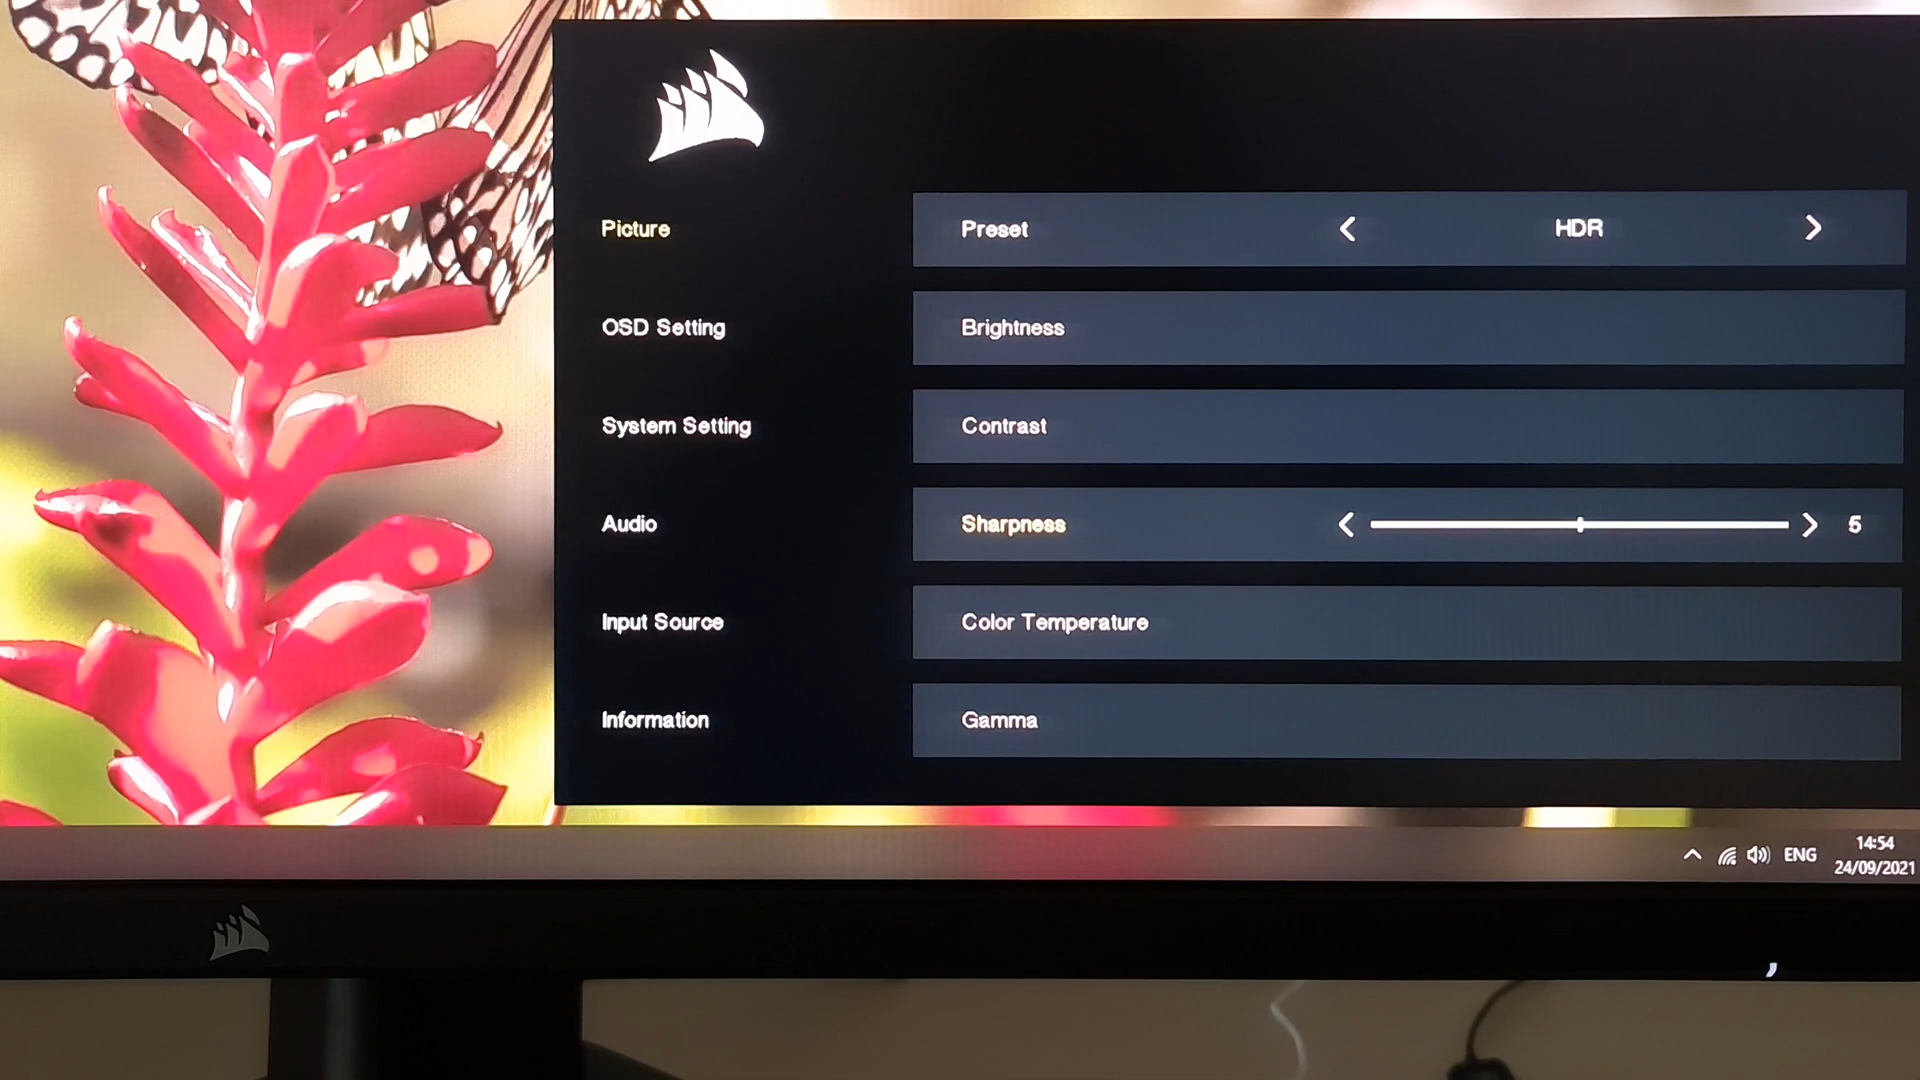 Picture
Preset < HDR >
OSD Setting
Brightness
System Setting
Contrast
Audio
Sharpness < > 5
Input Source
Color Temperature
Information
Gamma
ENG
14:54
24/09/2021